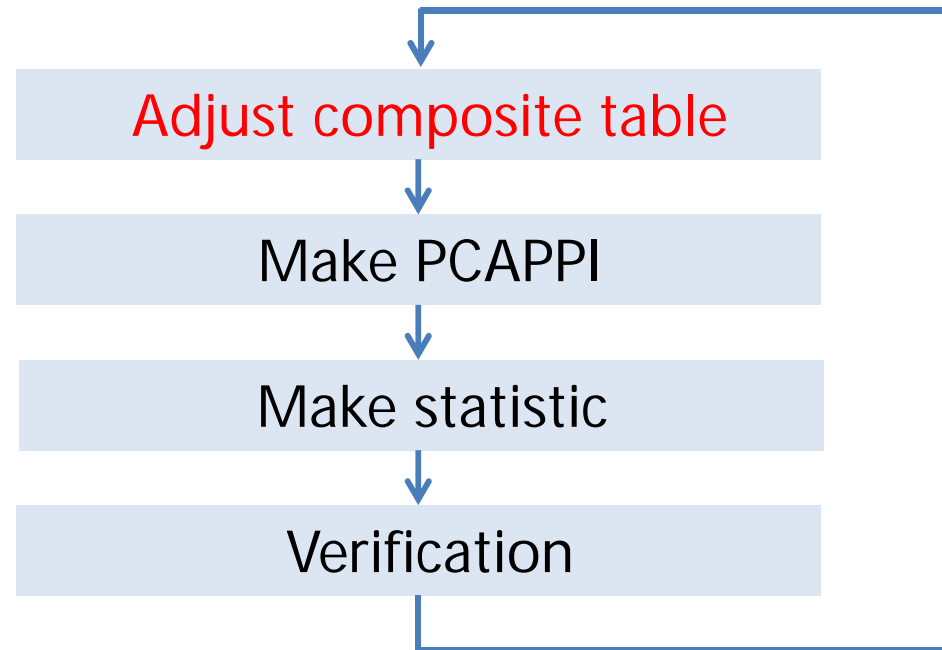 Adjust composite table
Make PCAPPI
Make statistic
Verification